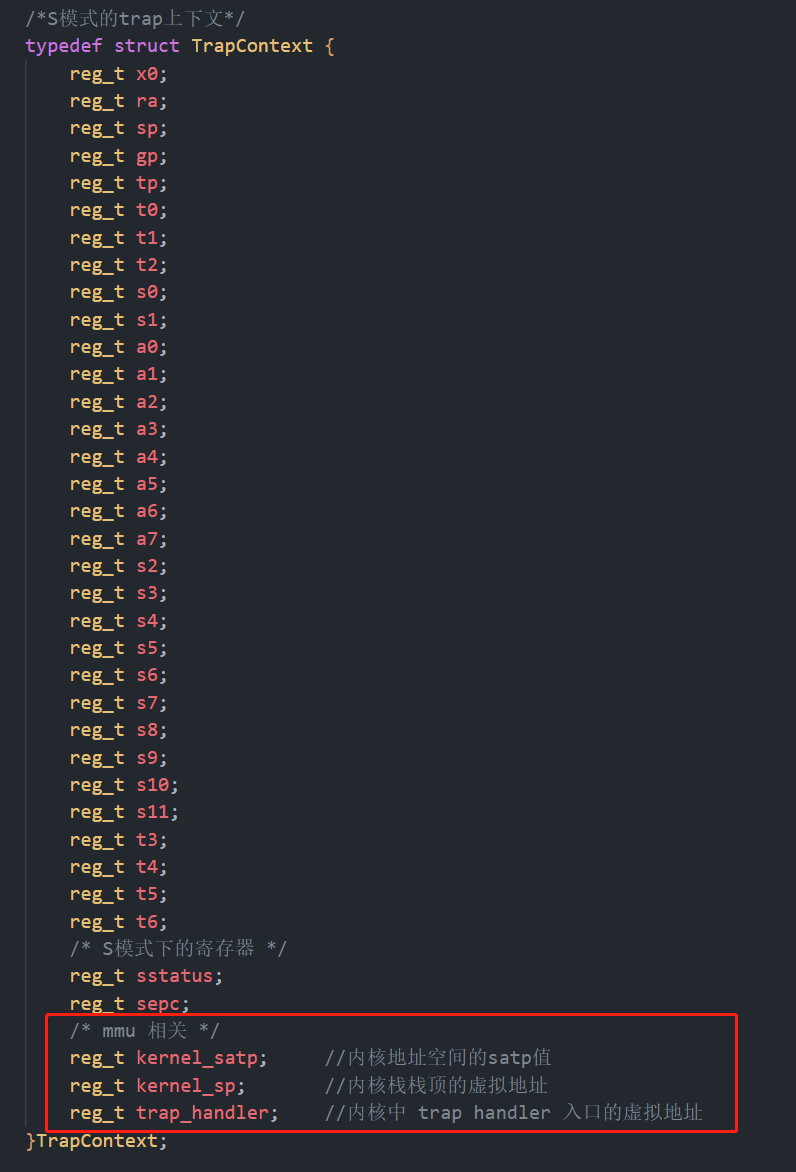 /*S模式的trap上下文*/
typedef struct TrapContext {
    reg_t x0;
    reg_t ra;
    reg_t sp;
    reg_t gp;
    reg_t tp;
    reg_t t0;
    reg_t t1;
    reg_t t2;
    reg_t s0;
    reg_t s1;
    reg_t a0;
    reg_t a1;
    reg_t a2;
    reg_t a3;
    reg_t a4;
    reg_t a5;
    reg_t a6;
    reg_t a7;
    reg_t s2;
    reg_t s3;
    reg_t s4;
    reg_t s5;
    reg_t s6;
    reg_t s7;
    reg_t s8;
    reg_t s9;
    reg_t s10;
    reg_t s11;
    reg_t t3;
    reg_t t4;
    reg_t t5;
    reg_t t6;
    /* S模式下的寄存器 */
    reg_t sstatus;
    reg_t sepc;
    /* mmu 相关 */
    reg_t kernel_satp;     //内核地址空间的satp值
    reg_t kernel_sp;       //内核栈栈顶的虚拟地址
    reg_t trap_handler;    //内核中 trap handler 入口的虚拟地址
}TrapContext;